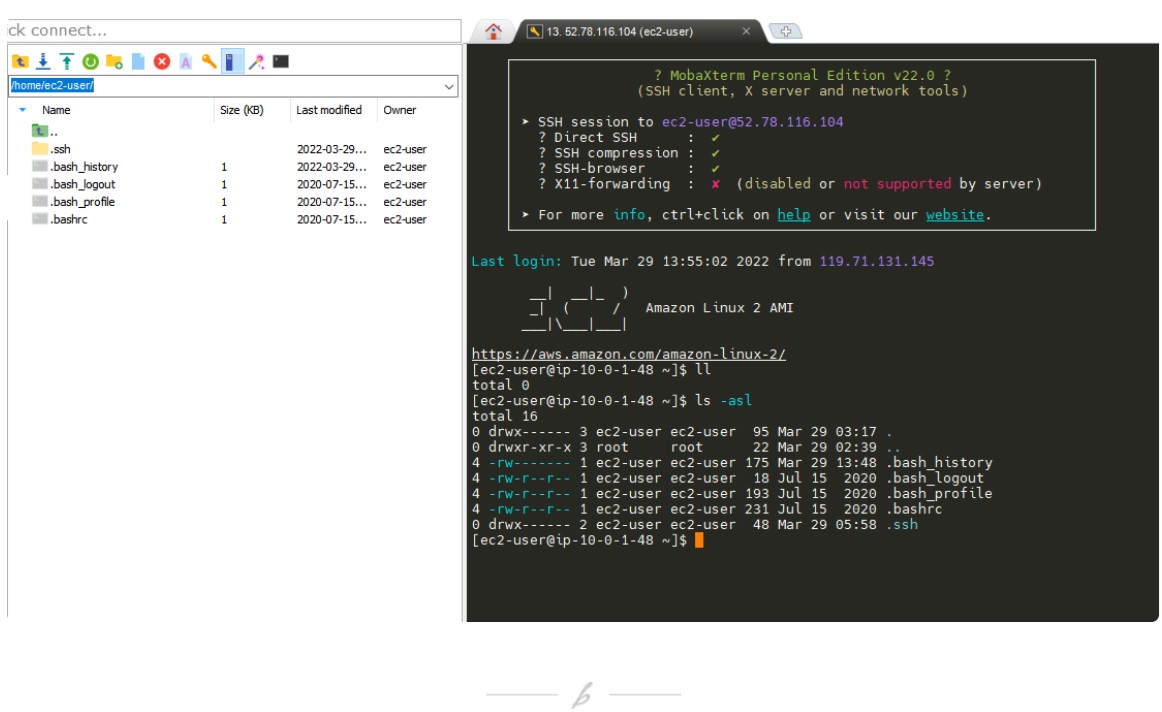 ick connect...
13. 52.78.116.104 (ec2-user)
/home/ec2-user/
Name Size (KB) Last modified Owner
..
.ssh 2022-03-29... ec2-user
.bash_history 1 2022-03-29... ec2-user
.bash_logout 1 2020-07-15... ec2-user
.bash_profile 1 2020-07-15... ec2-user
.bashrc 1 2020-07-15... ec2-user
? MobaXterm Personal Edition v22.0 ?
(SSH client, X server and network tools)
➤ SSH session to ec2-user@52.78.116.104
? Direct SSH : ✔
? SSH compression : ✔
? SSH-browser : ✔
? X11-forwarding : ✘ (disabled or not supported by server)
➤ For more info, ctrl+click on help or visit our website.
Last login: Tue Mar 29 13:55:02 2022 from 119.71.131.145
__| __|_ )
_| ( / Amazon Linux 2 AMI
___|\___|___|
https://aws.amazon.com/amazon-linux-2/
[ec2-user@ip-10-0-1-48 ~]$ ll
total 0
[ec2-user@ip-10-0-1-48 ~]$ ls -asl
total 16
0 drwx------ 3 ec2-user ec2-user 95 Mar 29 03:17 .
0 drwxr-xr-x 3 root root 22 Mar 29 02:39 ..
4 -rw------- 1 ec2-user ec2-user 175 Mar 29 13:48 .bash_history
4 -rw-r--r-- 1 ec2-user ec2-user 18 Jul 15 2020 .bash_logout
4 -rw-r--r-- 1 ec2-user ec2-user 193 Jul 15 2020 .bash_profile
4 -rw-r--r-- 1 ec2-user ec2-user 231 Jul 15 2020 .bashrc
0 drwx------ 2 ec2-user ec2-user 48 Mar 29 05:58 .ssh
[ec2-user@ip-10-0-1-48 ~]$
b